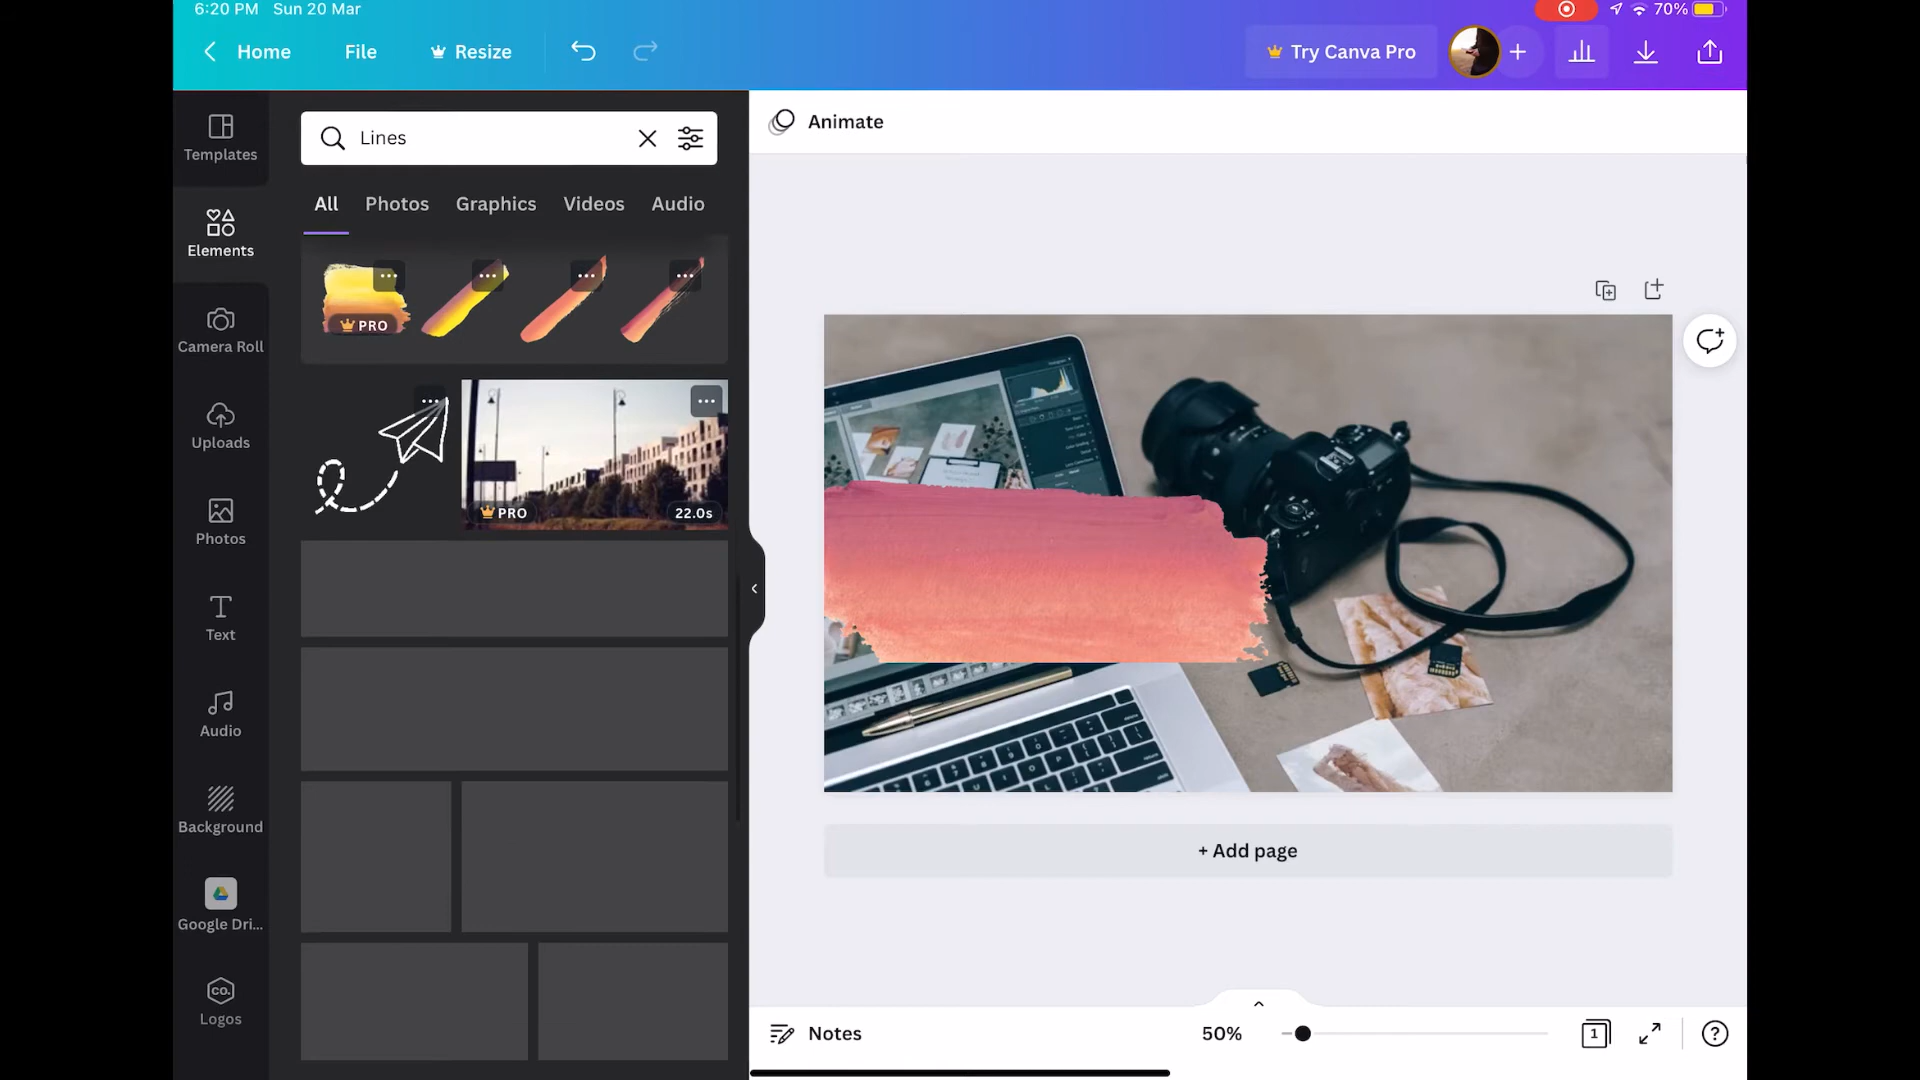 6:20 PM Sun 20 Mar
70%
Home
File
Resize
Try Canva Pro
Templates
Elements
Camera Roll
Uploads
Photos
Text
Audio
Background
Google Dri...
CO.
Logos
Lines
All
Photos
Graphics
Videos
Audio
PRO
PRO
22.0s
Animate
+ Add page
Notes
50%
1
?